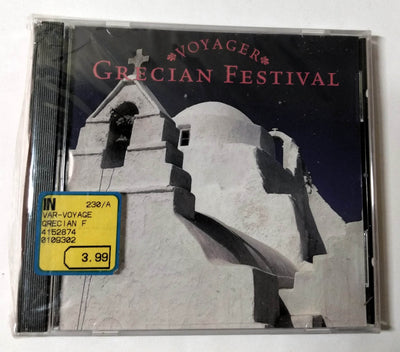 VOYAGER
GRECIAN FESTIVAL
IN 230/A
VAR-VOYAGE
GRECIAN F
4152874
0109302
3.99